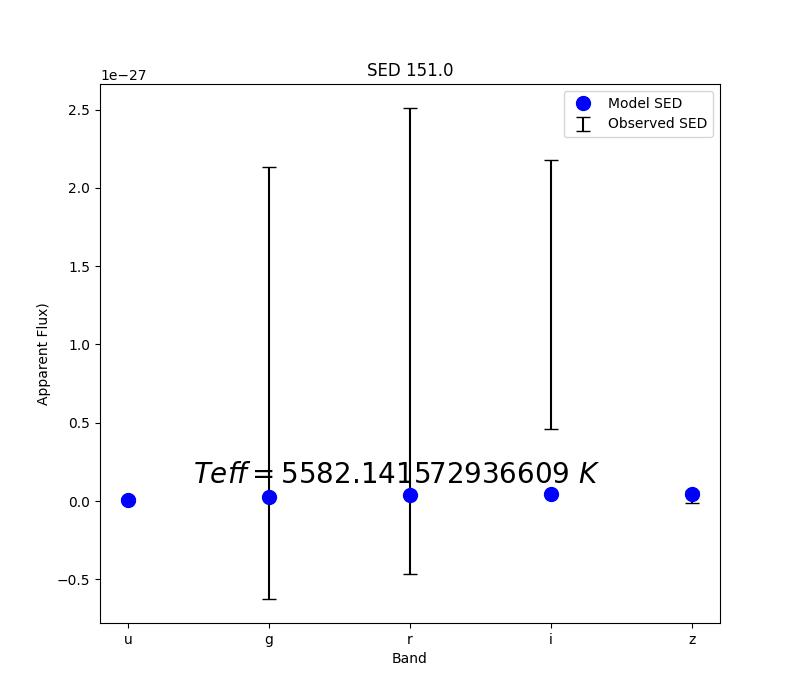 SED 151.0
1e−27
Model SED
Observed SED
2.5
2.0
1.5
1.0
0.5
0.0
−0.5
Teff = 5582.141572936609 K
Apparent Flux)
u g r i z
Band